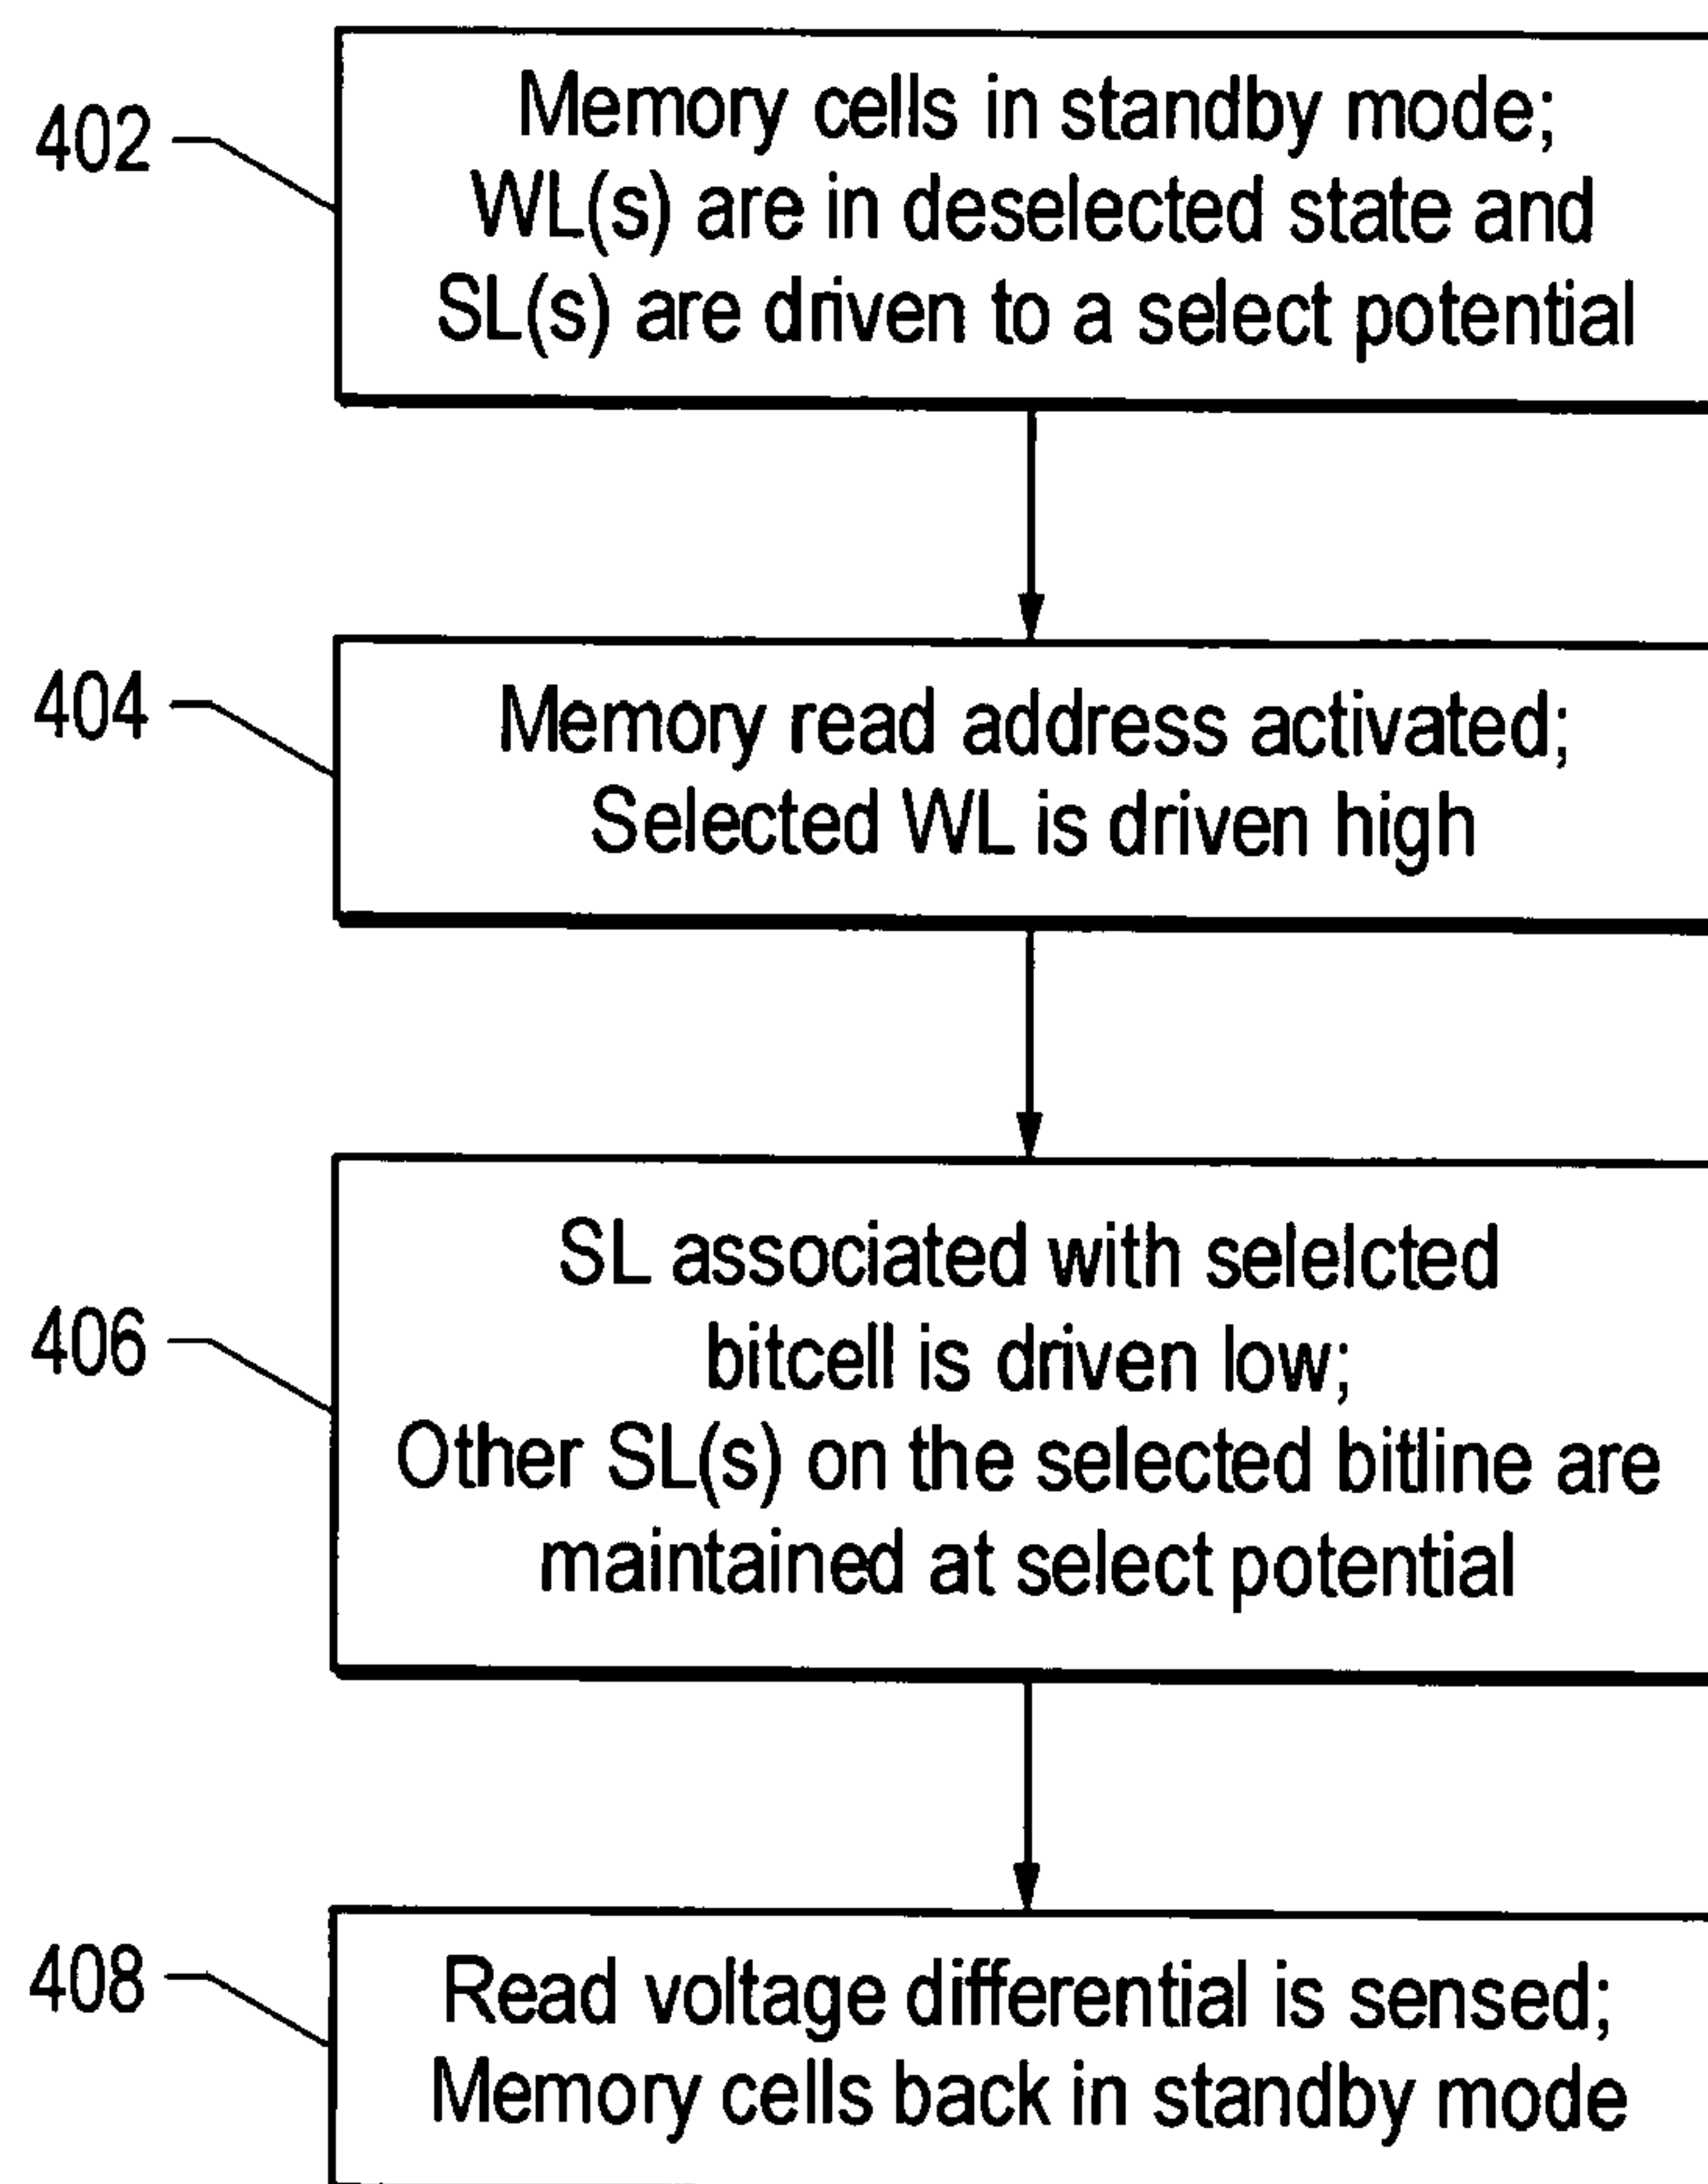 402
Memory cells in standby mode;
WL(s) are in deselected state and
SL(s) are driven to a select potential
404
Memory read address activated;
Selected WL is driven high
406
SL associated with selelcted
bitcell is driven low;
Other SL(s) on the selected bitline are
maintained at select potential
408
Read voltage differential is sensed;
Memory cells back in standby mode